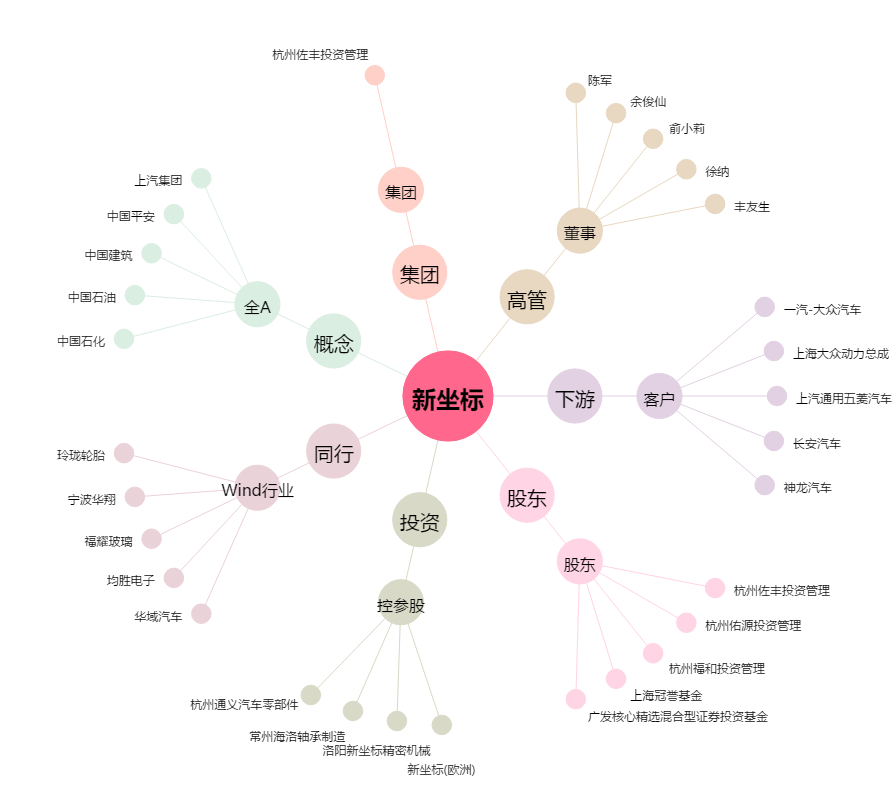 杭州佐丰投资管理
集团
集团
陈军
余俊仙
俞小莉
徐纳
丰友生
董事
高管
上汽集团
中国平安
中国建筑
中国石油
中国石化
全A
概念
新坐标
下游
客户
一汽-大众汽车
上海大众动力总成
上汽通用五菱汽车
长安汽车
神龙汽车
同行
Wind行业
玲珑轮胎
宁波华翔
福耀玻璃
均胜电子
华域汽车
投资
控参股
杭州通义汽车零部件
常州海洛轴承制造
洛阳新坐标精密机械
新坐标(欧洲)
股东
股东
杭州佐丰投资管理
杭州佑源投资管理
杭州福和投资管理
上海冠誉基金
广发核心精选混合型证券投资基金